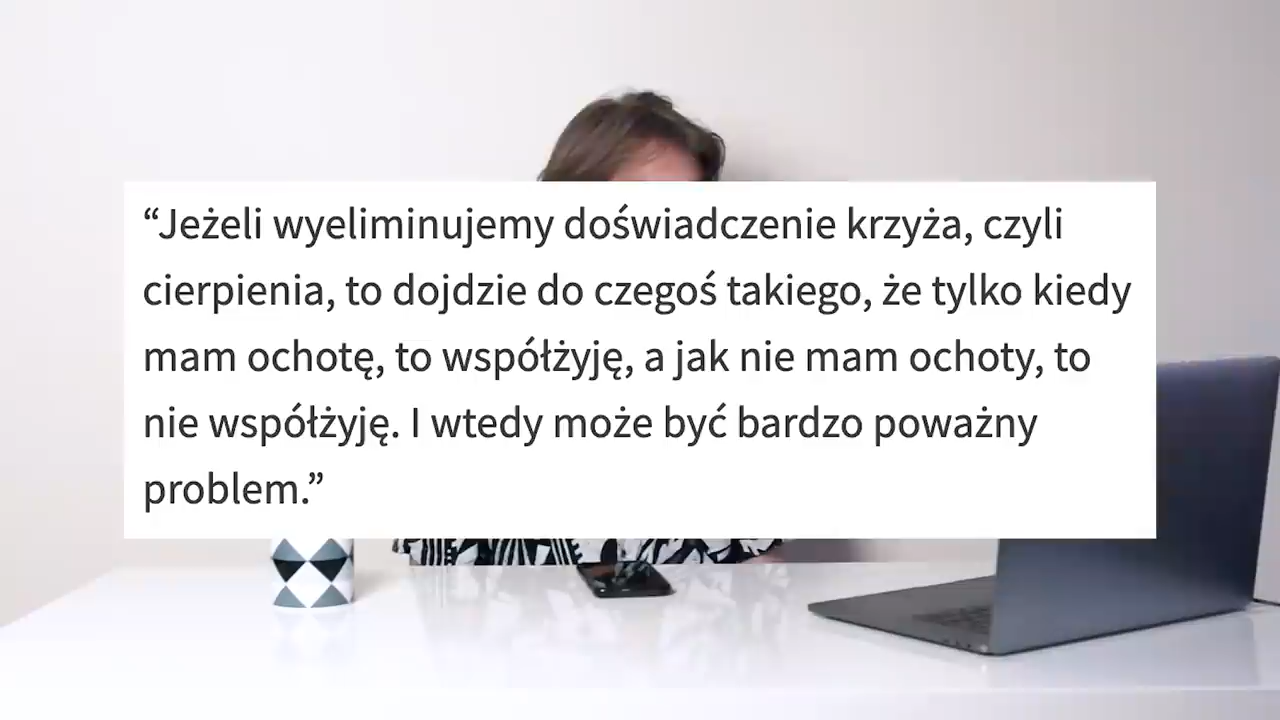 “Jeżeli wyeliminujemy doświadczenie krzyża, czyli
cierpienia, to dojdzie do czegoś takiego, że tylko kiedy
mam ochotę, to współżyję, a jak nie mam ochoty, to
nie współżyję. I wtedy może być bardzo poważny
problem.”